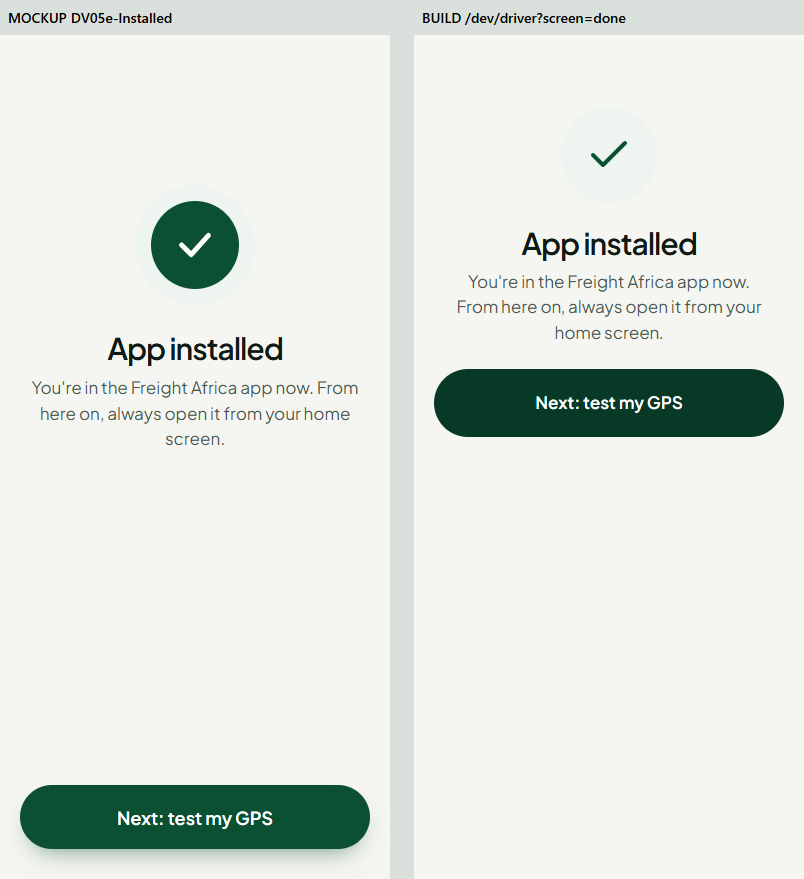 MOCKUP DV05e-Installed
App installed
You're in the Freight Africa app now. From
here on, always open it from your home
screen.
Next: test my GPS
BUILD /dev/driver?screen=done
App installed
You're in the Freight Africa app now.
From here on, always open it from your
home screen.
Next: test my GPS